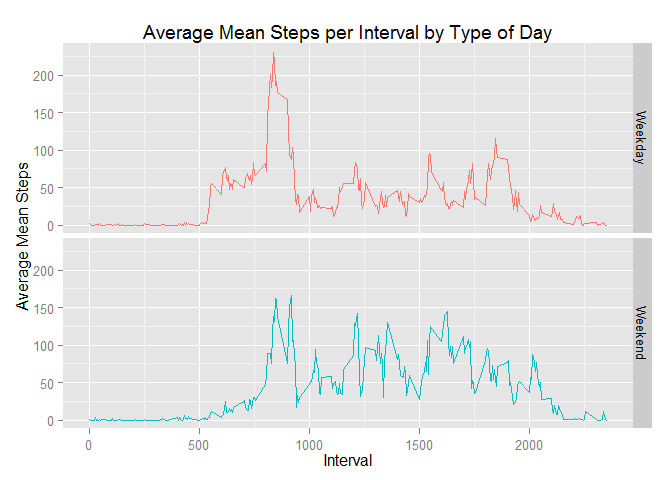 Average Mean Steps per Interval by Type of Day
Average Mean Steps
200
150
100
50
0
Weekday
200
150
100
50
0
Weekend
0 500 1000 1500 2000
Interval